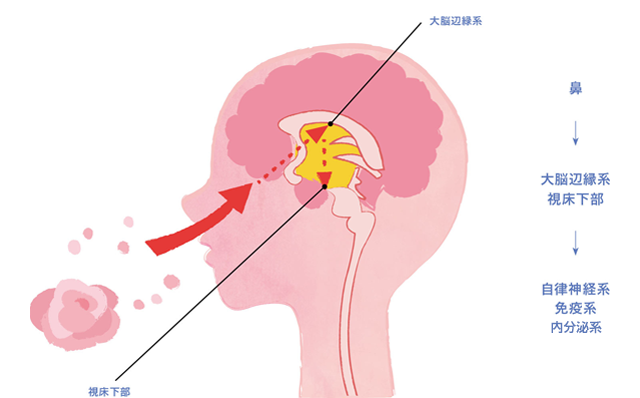 大脳辺縁系
鼻
大脳辺縁系
視床下部
自律神経系
免疫系
内分泌系
視床下部